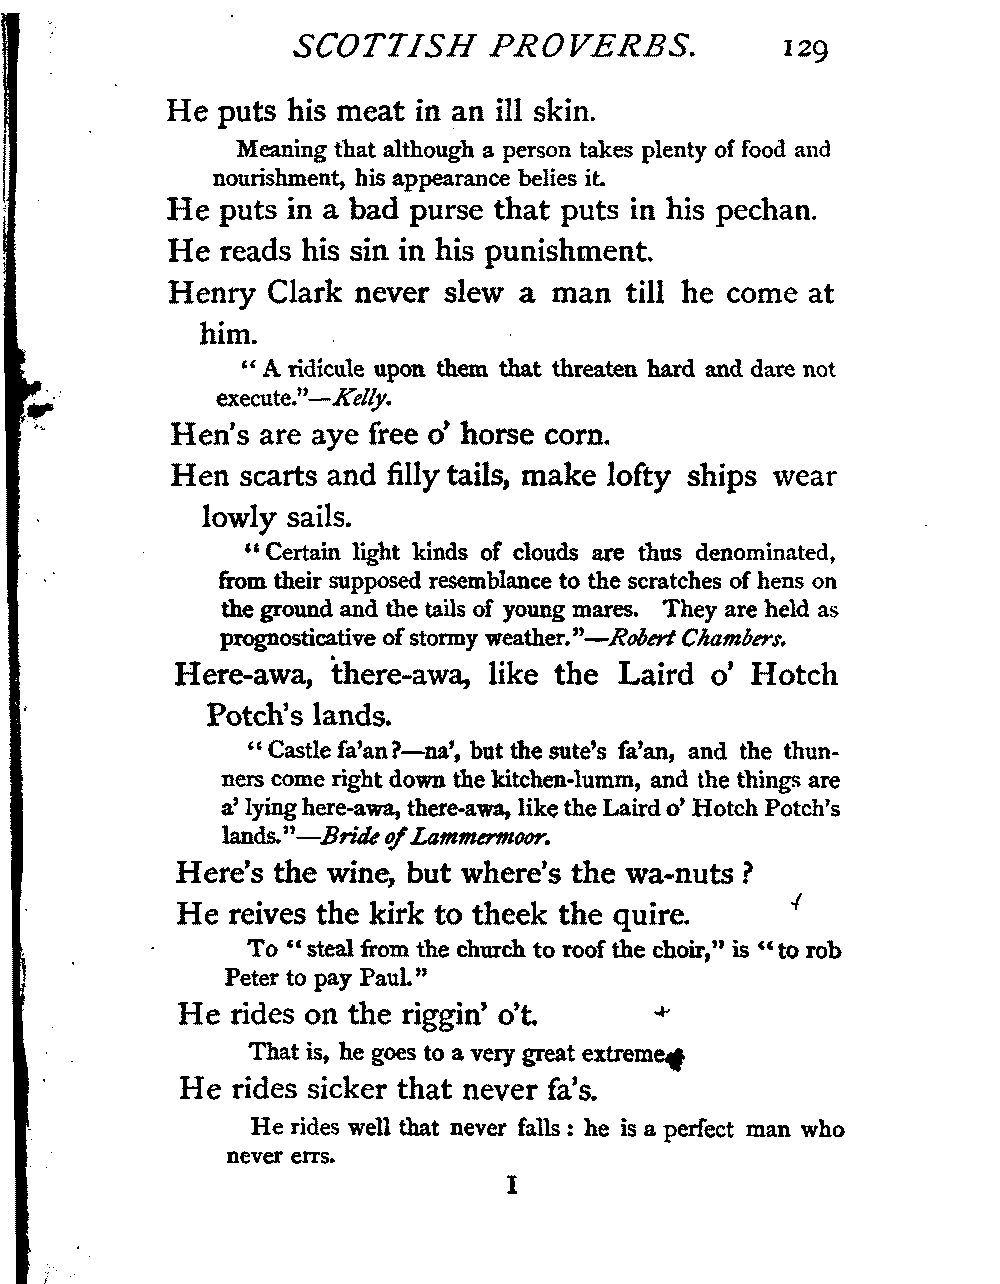 SCOTTISH PROVERBS. 129
He puts his meat in an ill skin.
Meaning that although a person takes plenty of food and
nourishment, his appearance belies it.
He puts in a bad purse that puts in his pechan.
He reads his sin in his punishment.
Henry Clark never slew a man till he come at
him.
“ A ridicule upon them that threaten hard and dare not
execute.”—Kelly.
Hen's are aye free o’ horse corn.
Hen scarts and filly tails, make lofty ships wear
lowly sails.
“ Certain light kinds of clouds are thus denominated,
from their supposed resemblance to the scratches of hens on
the ground and the tails of young mares. They are held as
prognosticative of stormy weather.”—Robert Chambers.
Here-awa, there-awa, like the Laird o’ Hotch
Potch’s lands.
“ Castle fa’an?—na’, but the sute’s fa’an, and the thun-
ners come right down the kitchen-lumm, and the things are
a’ lying here-awa, there-awa, like the Laird o’ Hotch Potch’s
lands.”—Bride of Lammermoor.
Here’s the wine, but where’s the wa-nuts ?
He reives the kirk to theek the quire.
To “ steal from the church to roof the choir,” is “ to rob
Peter to pay Paul.”
He rides on the riggin’ o’t.
That is, he goes to a very great extreme.
He rides sicker that never fa’s.
He rides well that never falls : he is a perfect man who
never errs.
I